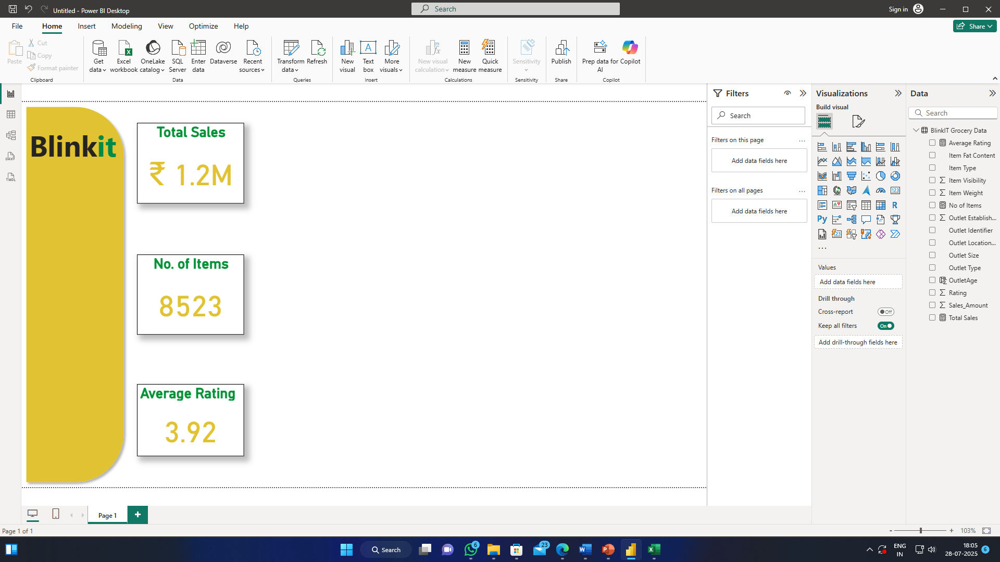 Untitled - Power BI Desktop
Search
Sign in
File Home Insert Modeling View Optimize Help
Share
Paste
Cut
Copy
Format painter
Clipboard
Get data
Excel workbook
OneLake catalog
SQL Server
Enter data
Dataverse
Recent sources
Data
Transform data
Refresh
Queries
New visual
Text box
More visuals
Insert
New visual calculation
New measure
Quick measure
Calculations
Sensitivity
Sensitivity
Publish
Share
Prep data for AI
Copilot
Copilot
DAX
TMDL
Blinkit
Total Sales
₹ 1.2M
No. of Items
8523
Average Rating
3.92
Filters
Search
Filters on this page
...
Add data fields here
Filters on all pages
...
Add data fields here
Visualizations
Build visual
123
R
Py
123
...
Values
Add data fields here
Drill through
Cross-report
Off
Keep all filters
On
Add drill-through fields here
Data
Search
BlinkIT Grocery Data
Average Rating
Item Fat Content
Item Type
Item Visibility
Item Weight
No of Items
Outlet Establish...
Outlet Identifier
Outlet Location...
Outlet Size
Outlet Type
OutletAge
Rating
Sales_Amount
Total Sales
Page 1
+
Page 1 of 1
- + 103%
Search
6
23
ENG
IN
18:05
28-07-2025
6